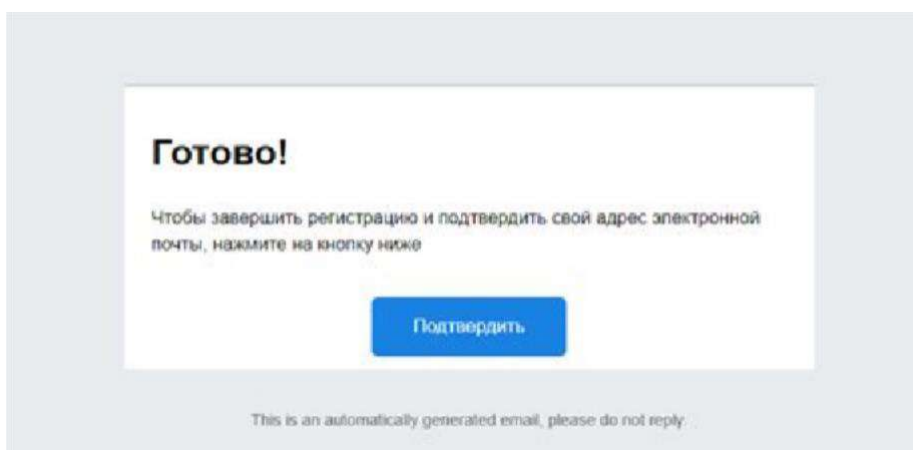 Готово!
Чтобы завершить регистрацию и подтвердить свой адрес электронной
почты, нажмите на кнопку ниже
Подтвердить
This is an automatically generated email, please do not reply.